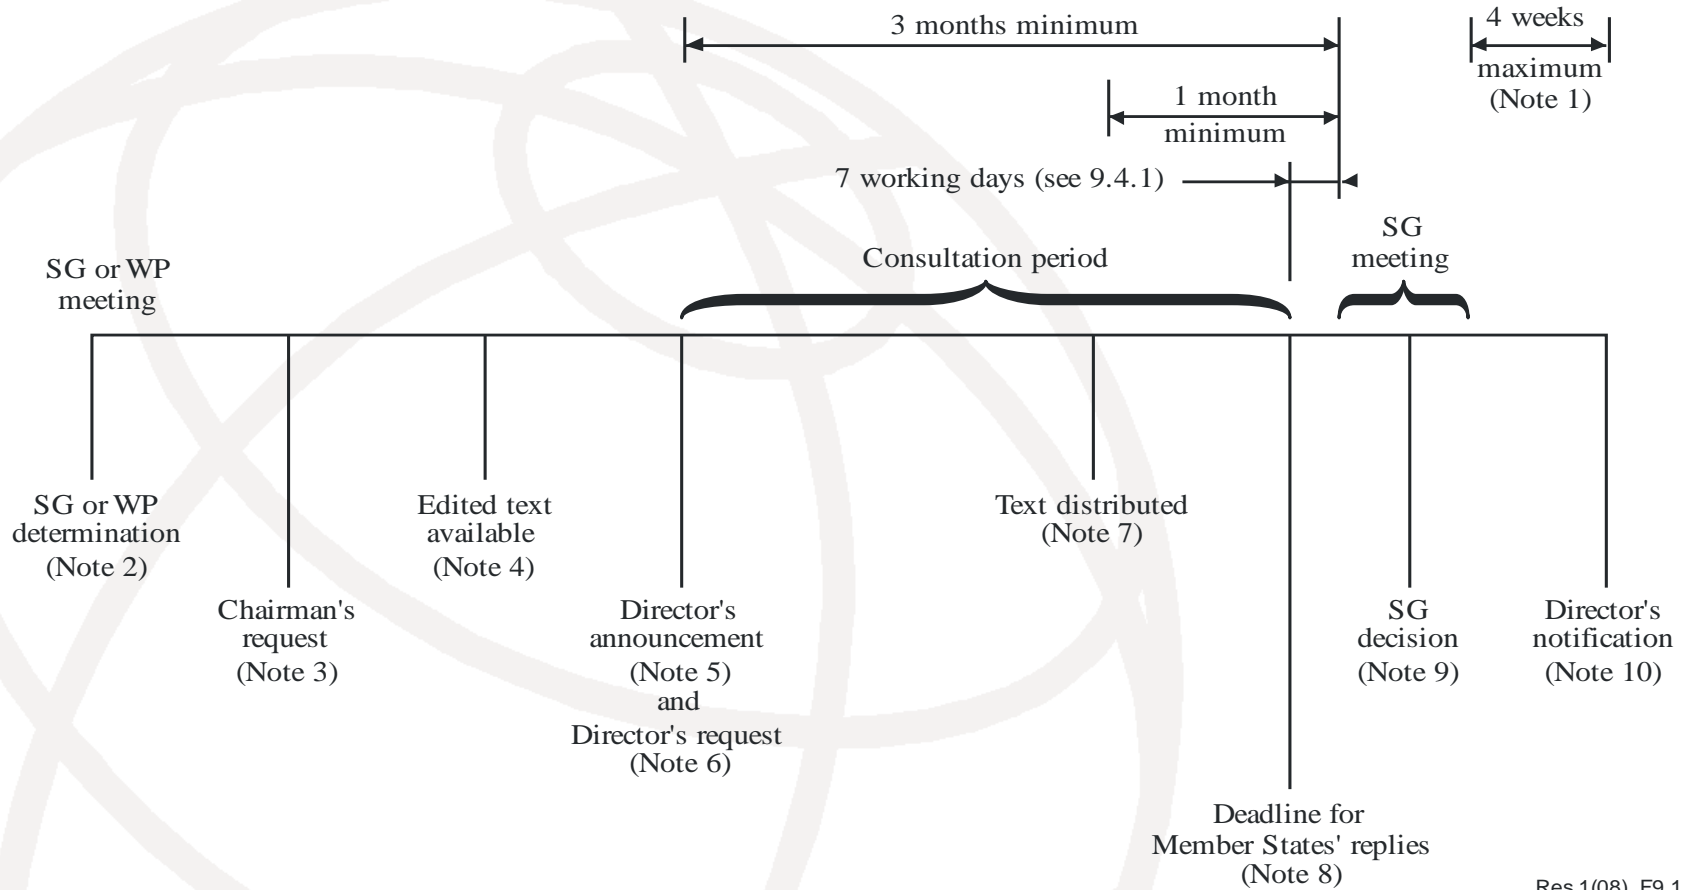 3 months minimum
4 weeks
maximum
(Note 1)
1 month
minimum
7 working days (see 9.4.1)
SG
meeting
Consultation period
SG or WP
meeting
SG or WP
determination
(Note 2)
Chairman's
request
(Note 3)
Edited text
available
(Note 4)
Director's
announcement
(Note 5)
and
Director's request
(Note 6)
Text distributed
(Note 7)
Deadline for
Member States' replies
(Note 8)
SG
decision
(Note 9)
Director's
notification
(Note 10)
Res.1(08)_F9.1